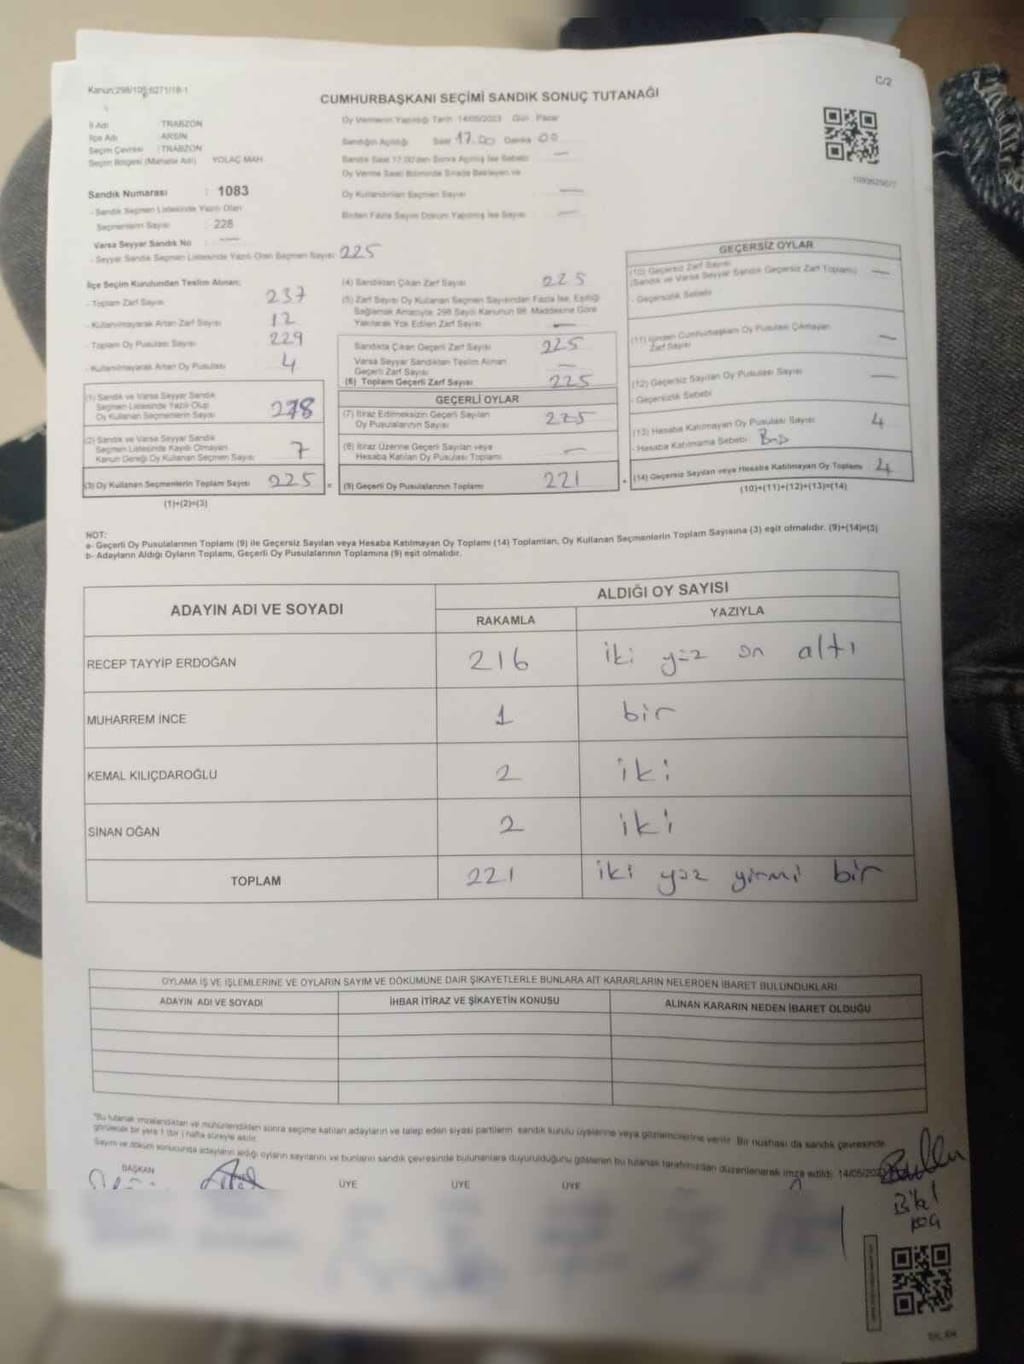 Kanun:298/105;6271/18-1
C/2
CUMHURBAŞKANI SEÇİMİ SANDIK SONUÇ TUTANAĞI
İl Adı : TRABZON
İlçe Adı : ARSİN
Seçim Çevresi : TRABZON
Seçim Bölgesi (Mahalle Adı) YOLAÇ MAH.
Sandık Numarası : 1083
- Sandık Seçmen Listesinde Yazılı Olan
Seçmenlerin Sayısı : 228
Varsa Seyyar Sandık No : —
- Seyyar Sandık Seçmen Listesinde Yazılı Olan Seçmen Sayısı: 225
Oy Vermenin Yapıldığı Tarih: 14/05/2023 Gün: Pazar
Sandığın Açıldığı Saat 17.00 Dakika 00
Sandık Saat 17.00'den Sonra Açılmış İse Sebebi —
Oy Verme Saati Bitiminde Sırada Bekleyen ve
Oy Kullandırılan Seçmen Sayısı —
Birden Fazla Sayım Döküm Yapılmış İse Sayısı —
İlçe Seçim Kurulundan Teslim Alınan;
- Toplam Zarf Sayısı 237
- Kullanılmayarak Artan Zarf Sayısı 12
- Toplam Oy Pusulası Sayısı 229
- Kullanılmayarak Artan Oy Pusulası 4
(1) Sandık ve Varsa Seyyar Sandık
Seçmen Listesinde Yazılı Olup
Oy Kullanan Seçmenlerin Sayısı
(2) Sandık ve Varsa Seyyar Sandık
Seçmen Listesinde Kayıtlı Olmayan
Kanun Gereği Oy Kullanan Seçmen Sayısı 7
(3) Oy Kullanan Seçmenlerin Toplam Sayısı 225
(1)+(2)=(3)
(4) Sandıktan Çıkan Zarf Sayısı 225
(5) Zarf Sayısı Oy Kullanan Seçmen Sayısından Fazla İse, Eşitliği
Sağlamak Amacıyla; 298 Sayılı Kanunun 98. Maddesine Göre
Yakılarak Yok Edilen Zarf Sayısı —
Sandıkta Çıkan Geçerli Zarf Sayısı 225
Varsa Seyyar Sandıktan Teslim Alınan
Geçerli Zarf Sayısı —
(6) Toplam Geçerli Zarf Sayısı 225
GEÇERLİ OYLAR
(7) İtiraz Edilmeksizin Geçerli Sayılan
Oy Pusulalarının Sayısı 225
(8) İtiraz Üzerine Geçerli Sayılan veya
Hesaba Katılan Oy Pusulası Toplamı —
= (9) Geçerli Oy Pusulalarının Toplamı 221
GEÇERSİZ OYLAR
(10) Geçersiz Zarf Sayısı
(Sandık ve Varsa Seyyar Sandık Geçersiz Zarf Toplamı) —
- Geçersizlik Sebebi
(11) İçinden Cumhurbaşkanı Oy Pusulası Çıkmayan
Zarf Sayısı —
(12) Geçersiz Sayılan Oy Pusulası Sayısı —
- Geçersizlik Sebebi
(13) Hesaba Katılmayan Oy Pusulası Sayısı 4
- Hesaba Katılmama Sebebi
+ (14) Geçersiz Sayılan veya Hesaba Katılmayan Oy Toplamı 4
(10)+(11)+(12)+(13)=(14)
NOT:
a- Geçerli Oy Pusulalarının Toplamı (9) ile Geçersiz Sayılan veya Hesaba Katılmayan Oy Toplamı (14) Toplamları, Oy Kullanan Seçmenlerin Toplam Sayısına (3) eşit olmalıdır. (9)+(14)=(3)
b- Adayların Aldığı Oyların Toplamı, Geçerli Oy Pusulalarının Toplamına (9) eşit olmalıdır.
ADAYIN ADI VE SOYADI
ALDIĞI OY SAYISI
RAKAMLA YAZIYLA
RECEP TAYYİP ERDOĞAN 216 iki yüz on altı
MUHARREM İNCE 1 bir
KEMAL KILIÇDAROĞLU 2 iki
SİNAN OĞAN 2 iki
TOPLAM 221 iki yüz yirmi bir
OYLAMA İŞ VE İŞLEMLERİNE VE OYLARIN SAYIM VE DÖKÜMÜNE DAİR ŞİKAYETLERLE BUNLARA AİT KARARLARIN NELERDEN İBARET BULUNDUKLARI
ADAYIN ADI VE SOYADI İHBAR İTİRAZ VE ŞİKAYETİN KONUSU ALINAN KARARIN NEDEN İBARET OLDUĞU
*Bu tutanak imzalandıktan ve mühürlendikten sonra seçime katılan adayların ve talep eden siyasi partilerin sandık kurulu üyelerine veya gözlemcilerine verilir. Bir nüshası da sandık çevresinde
görülecek bir yere 1 (bir ) hafta süreyle asılır.
Sayım ve döküm sonucunda adayların aldığı oyların sayılarını ve bunların sandık çevresinde bulunanlara duyurulduğunu gösteren bu tutanak tarafımızdan düzenlenerek imza edildi. 14/05/
BAŞKAN ÜYE ÜYE ÜYE